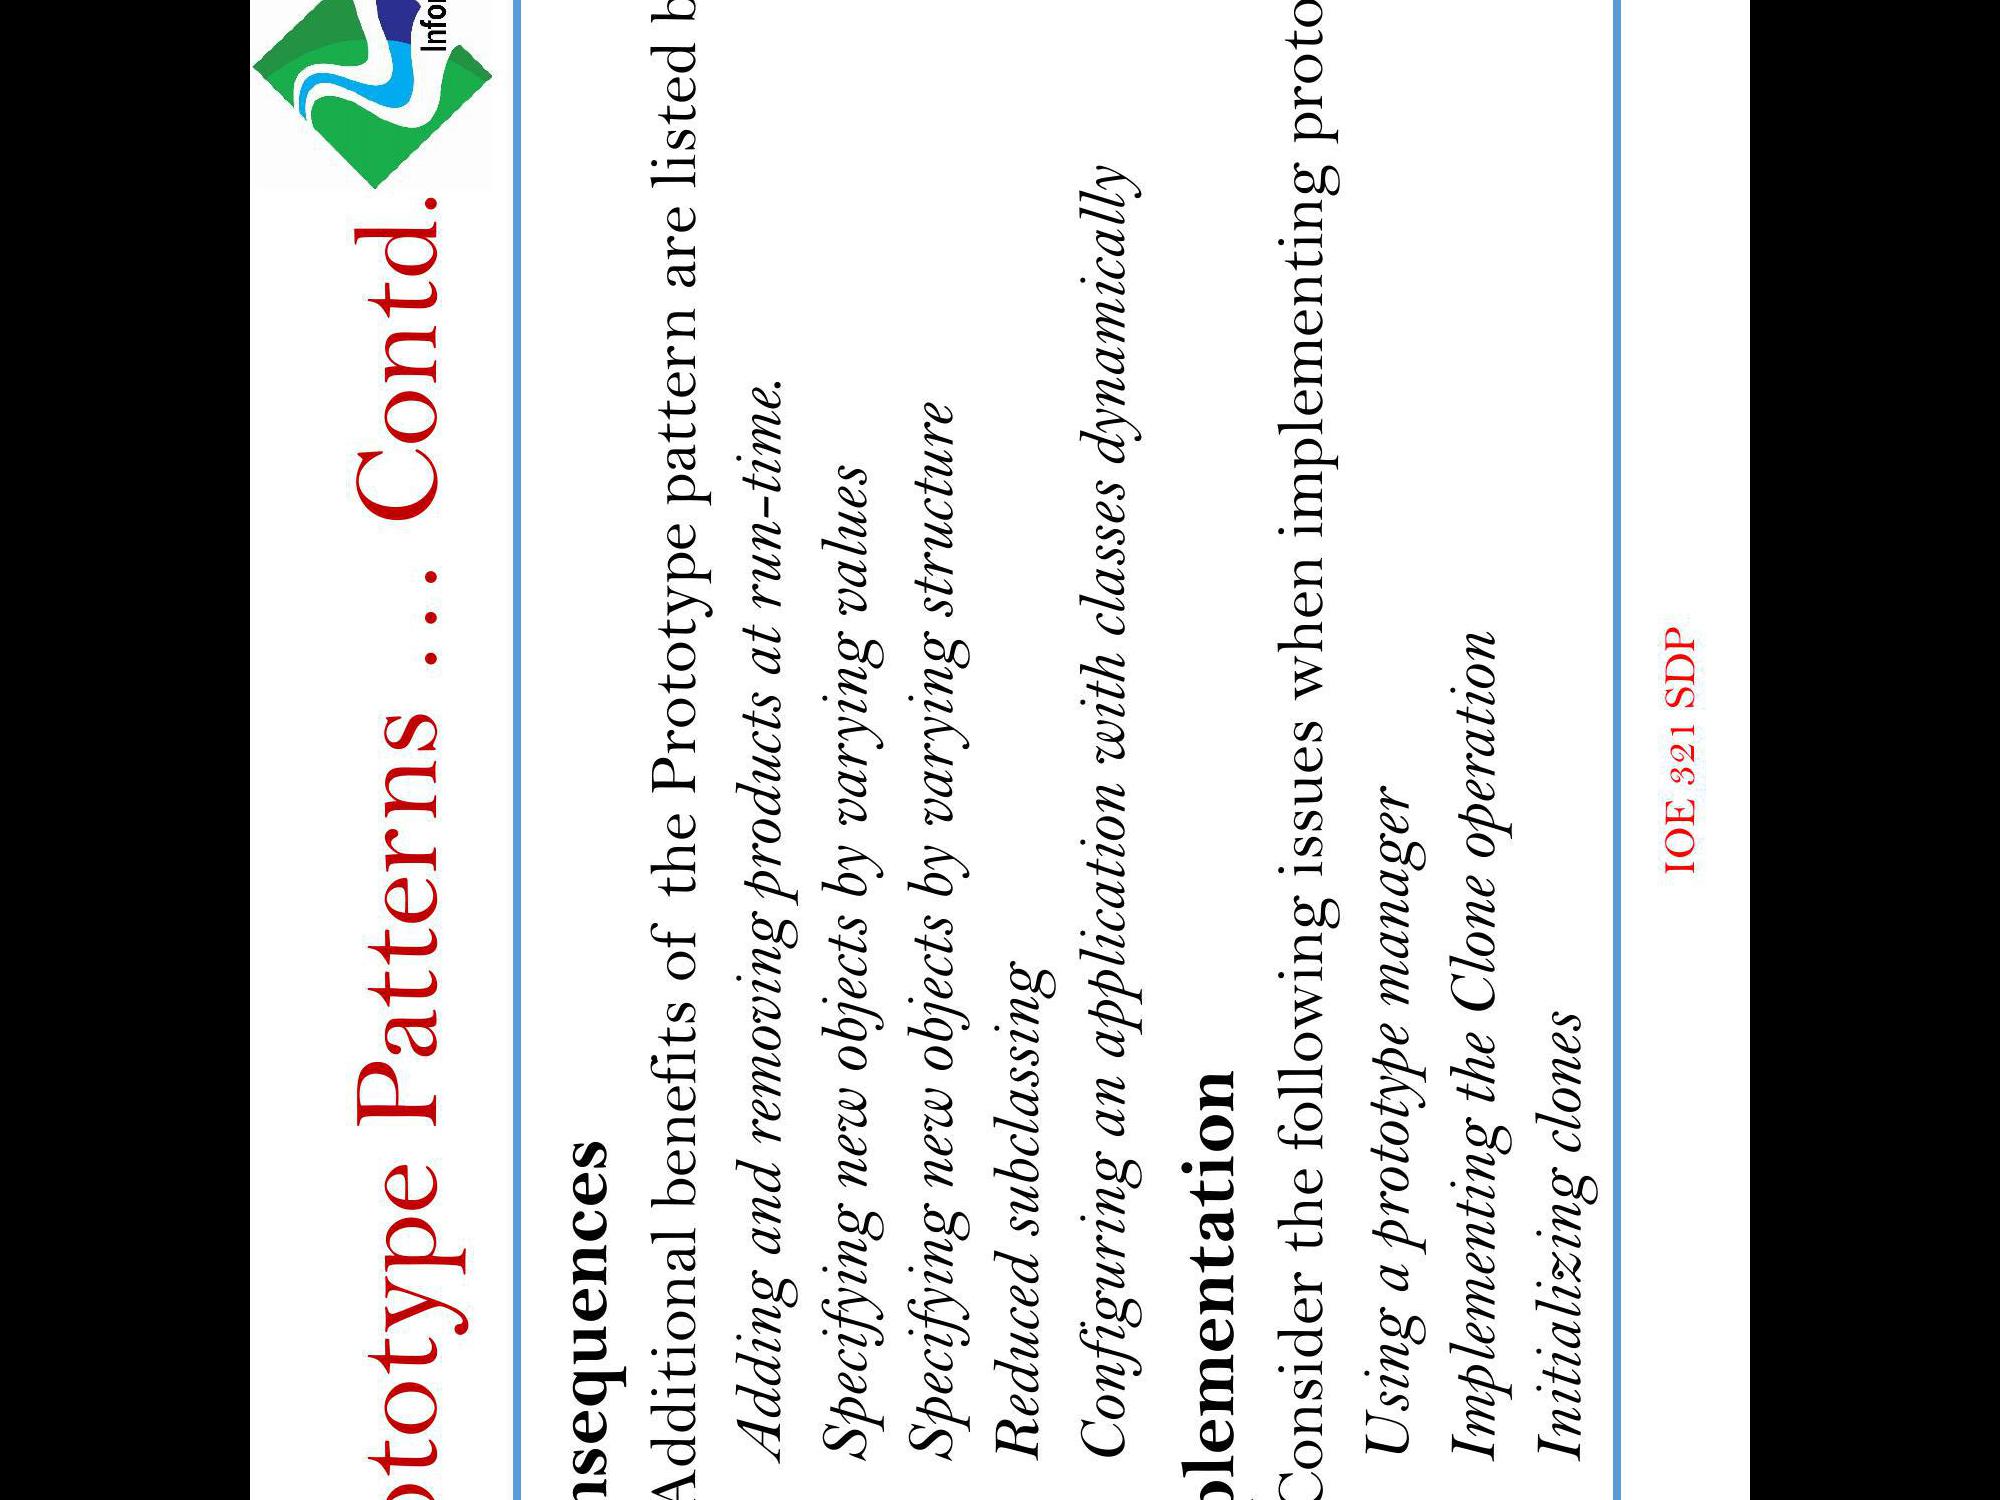 ototype Patterns ... Contd.
Infor
nsequences
Additional benefits of the Prototype pattern are listed b
Adding and removing products at run-time.
Specifying new objects by varying values
Specifying new objects by varying structure
Reduced subclassing
Configuring an application with classes dynamically
plementation
Consider the following issues when implementing proto
Using a prototype manager
Implementing the Clone operation
Initializing clones
IOE 321 SDP